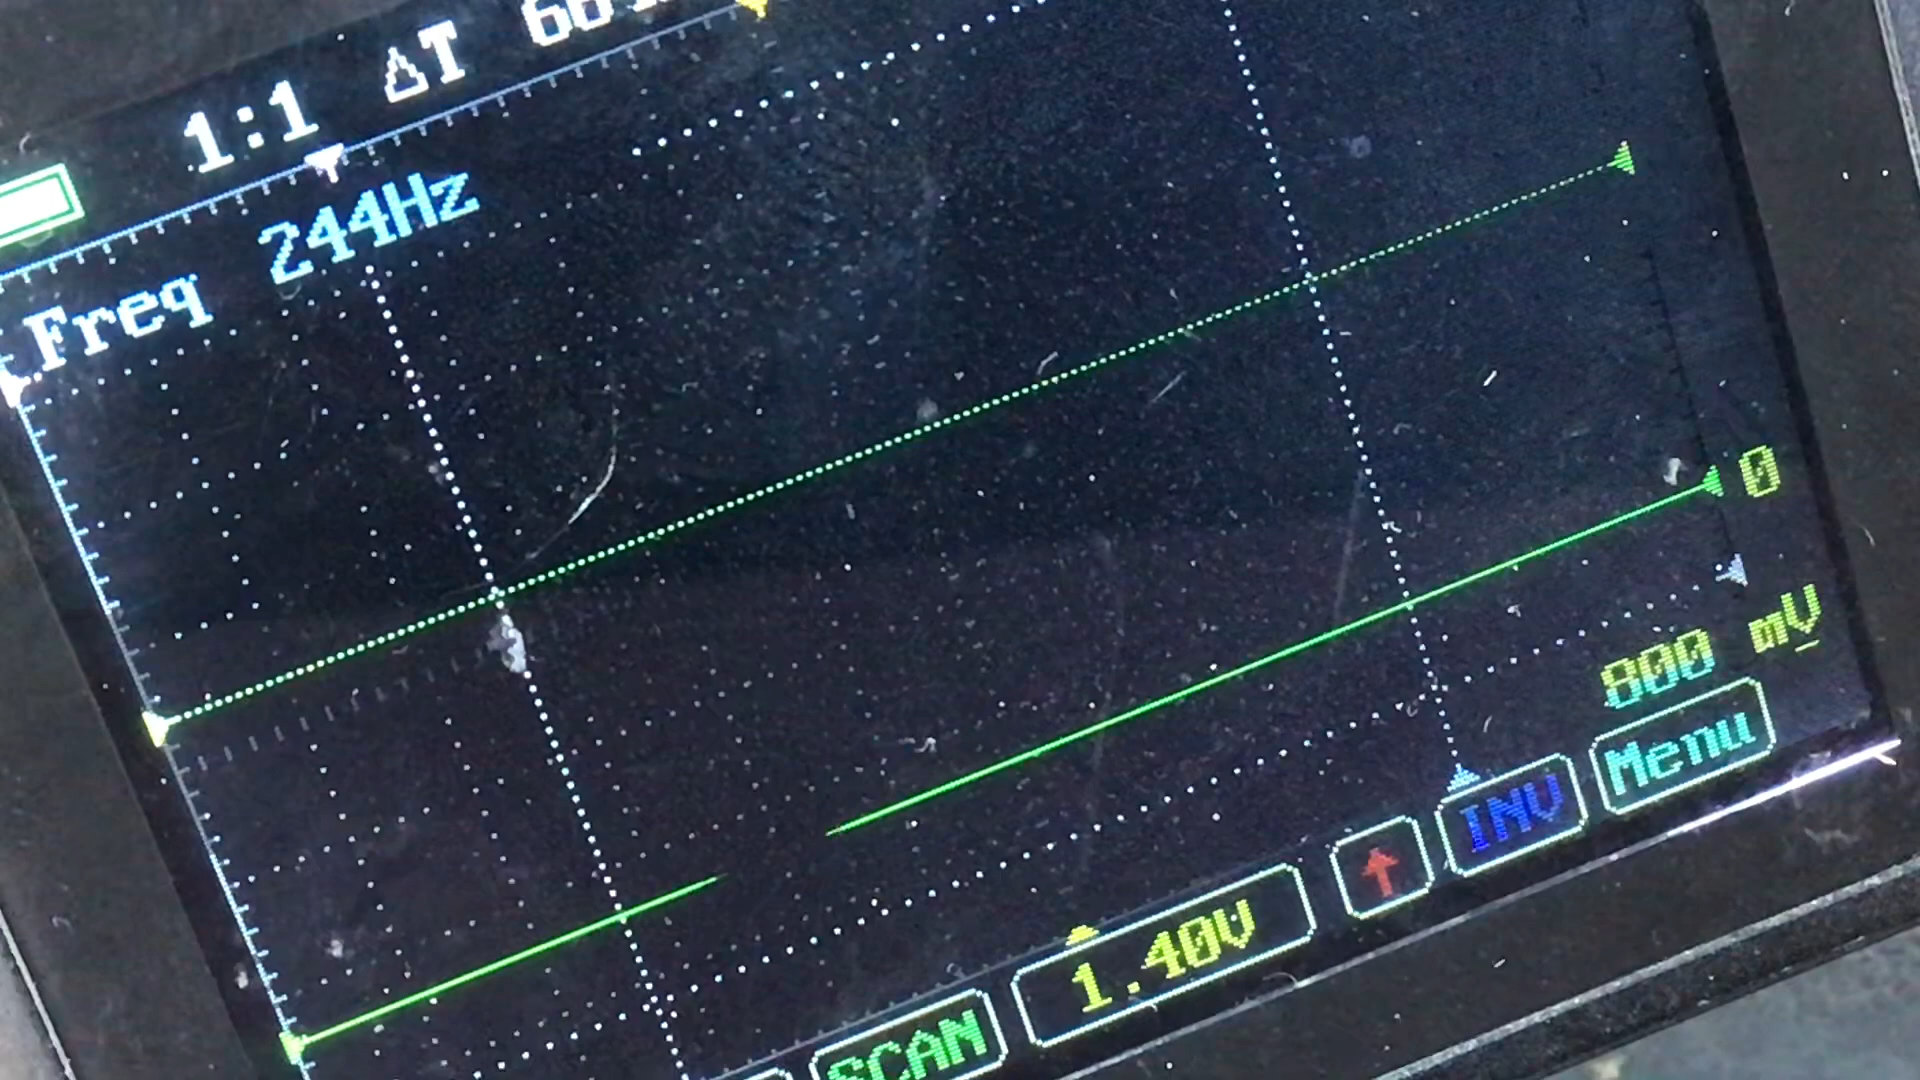 1:1 ΔT
Freq 244Hz
0
800 mV
SCAN 1.40V ↑ INV Menu